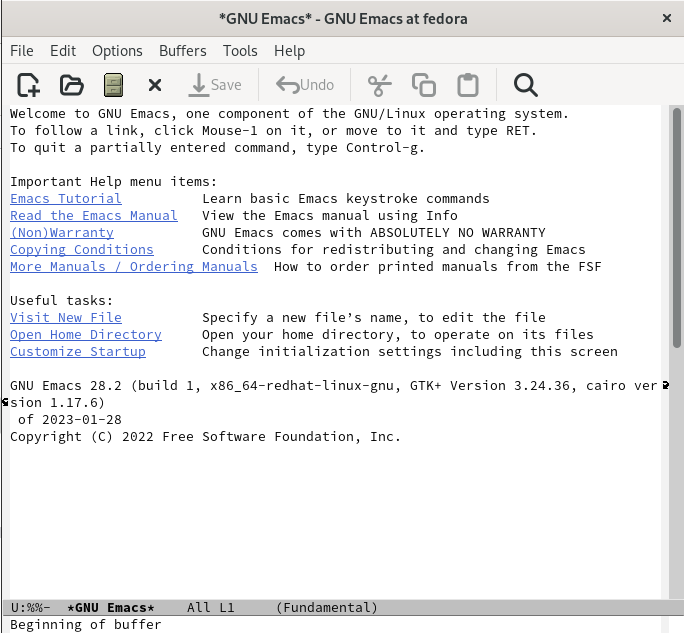 *GNU Emacs* - GNU Emacs at fedora
File Edit Options Buffers Tools Help
Save Undo
Welcome to GNU Emacs, one component of the GNU/Linux operating system.
To follow a link, click Mouse-1 on it, or move to it and type RET.
To quit a partially entered command, type Control-g.
Important Help menu items:
Emacs Tutorial Learn basic Emacs keystroke commands
Read the Emacs Manual View the Emacs manual using Info
(Non)Warranty GNU Emacs comes with ABSOLUTELY NO WARRANTY
Copying Conditions Conditions for redistributing and changing Emacs
More Manuals / Ordering Manuals How to order printed manuals from the FSF
Useful tasks:
Visit New File Specify a new file’s name, to edit the file
Open Home Directory Open your home directory, to operate on its files
Customize Startup Change initialization settings including this screen
GNU Emacs 28.2 (build 1, x86_64-redhat-linux-gnu, GTK+ Version 3.24.36, cairo ver
sion 1.17.6)
of 2023-01-28
Copyright (C) 2022 Free Software Foundation, Inc.
U:%%- *GNU Emacs* All L1 (Fundamental)
Beginning of buffer